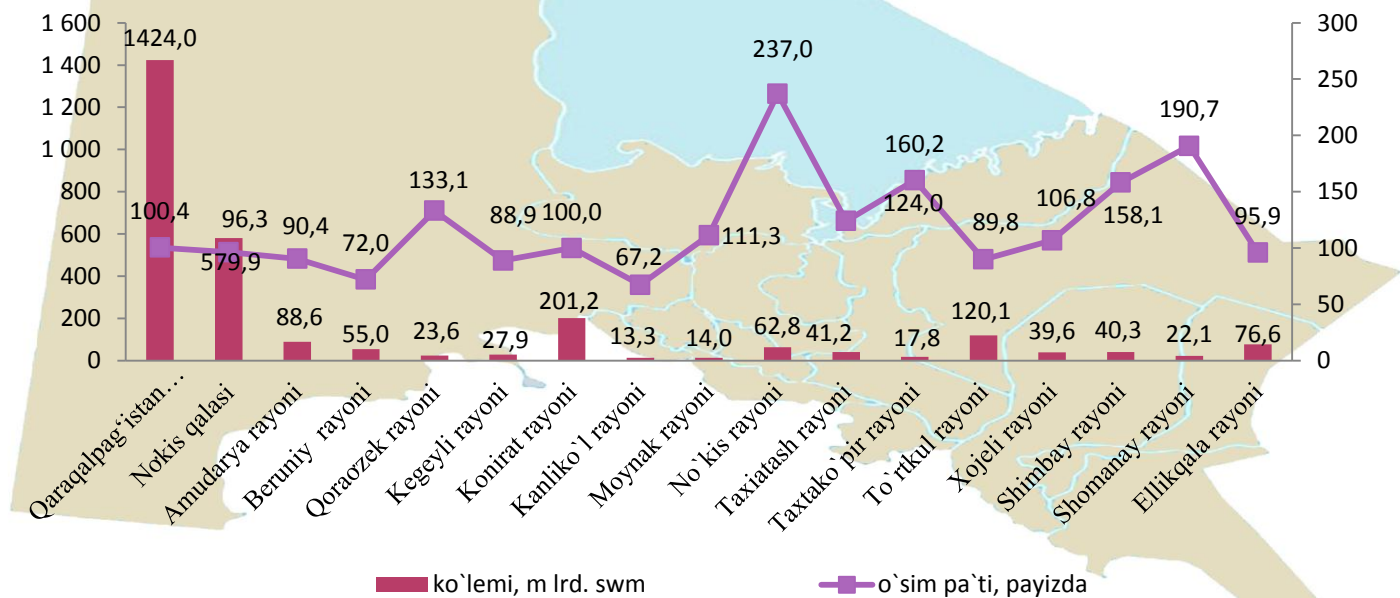 1 600
1 400
1 200
1 000
800
600
400
200
0
300
250
200
150
100
50
0
1424,0
579,9
88,6
55,0
23,6
27,9
201,2
13,3
14,0
62,8
41,2
17,8
120,1
39,6
40,3
22,1
76,6
100,4
96,3
90,4
72,0
133,1
88,9
100,0
67,2
111,3
237,0
124,0
160,2
89,8
106,8
158,1
190,7
95,9
Qaraqalpag‘istan…
Nokis qalasi
Amudarya rayoni
Beruniy rayoni
Qoraozek rayoni
Kegeyli rayoni
Konirat rayoni
Kanliko`l rayoni
Moynak rayoni
No`kis rayoni
Taxiatash rayoni
Taxtako`pir rayoni
To`rtkul rayoni
Xojeli rayoni
Shimbay rayoni
Shomanay rayoni
Ellikqala rayoni
ko`lemi, m lrd. swm
o`sim pa`ti, payizda